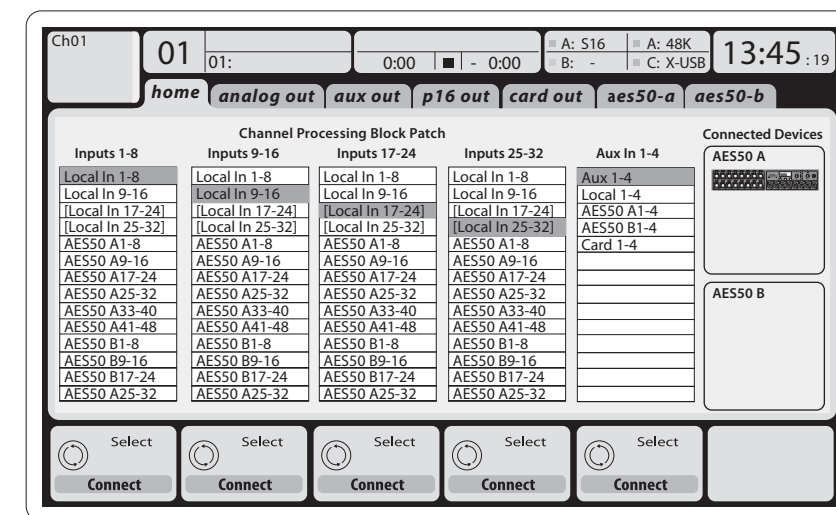 Ch01
01
01:
0:00 - 0:00
A: S16
B: -
A: 48K
C: X-USB
13:45 :19
home analog out aux out p16 out card out aes50-a aes50-b
Channel Processing Block Patch
Connected Devices
Inputs 1-8 Inputs 9-16 Inputs 17-24 Inputs 25-32 Aux In 1-4
AES50 A
Local In 1-8 Local In 1-8 Local In 1-8 Local In 1-8 Aux 1-4
Local In 9-16 Local In 9-16 Local In 9-16 Local In 9-16 Local 1-4
[Local In 17-24] [Local In 17-24] [Local In 17-24] [Local In 17-24] AES50 A1-4
[Local In 25-32] [Local In 25-32] [Local In 25-32] [Local In 25-32] AES50 B1-4
AES50 A1-8 AES50 A1-8 AES50 A1-8 AES50 A1-8 Card 1-4
AES50 A9-16 AES50 A9-16 AES50 A9-16 AES50 A9-16
AES50 A17-24 AES50 A17-24 AES50 A17-24 AES50 A17-24
AES50 A25-32 AES50 A25-32 AES50 A25-32 AES50 A25-32
AES50 B
AES50 A33-40 AES50 A33-40 AES50 A33-40 AES50 A33-40
AES50 A41-48 AES50 A41-48 AES50 A41-48 AES50 A41-48
AES50 B1-8 AES50 B1-8 AES50 B1-8 AES50 B1-8
AES50 B9-16 AES50 B9-16 AES50 B9-16 AES50 B9-16
AES50 B17-24 AES50 B17-24 AES50 B17-24 AES50 B17-24
AES50 A25-32 AES50 A25-32 AES50 A25-32 AES50 A25-32
Select Select Select Select Select
Connect Connect Connect Connect Connect